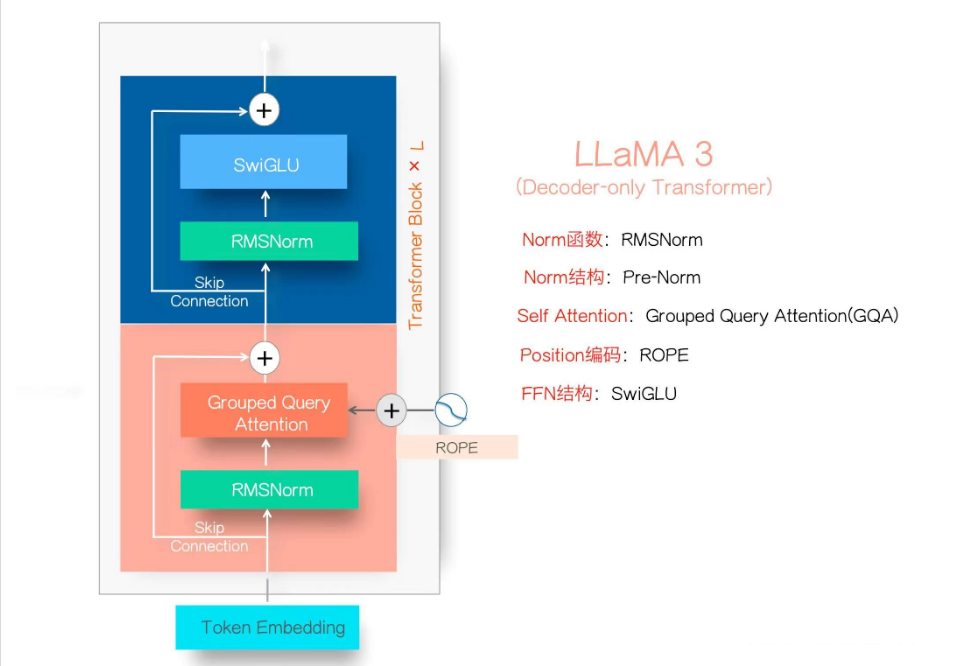 SwiGLU
RMSNorm
Skip
Connection
Transformer Block × L
Grouped Query
Attention
ROPE
RMSNorm
Skip
Connection
Token Embedding
LLaMA 3
(Decoder-only Transformer)
Norm函数：RMSNorm
Norm结构：Pre-Norm
Self Attention：Grouped Query Attention(GQA)
Position编码：ROPE
FFN结构：SwiGLU